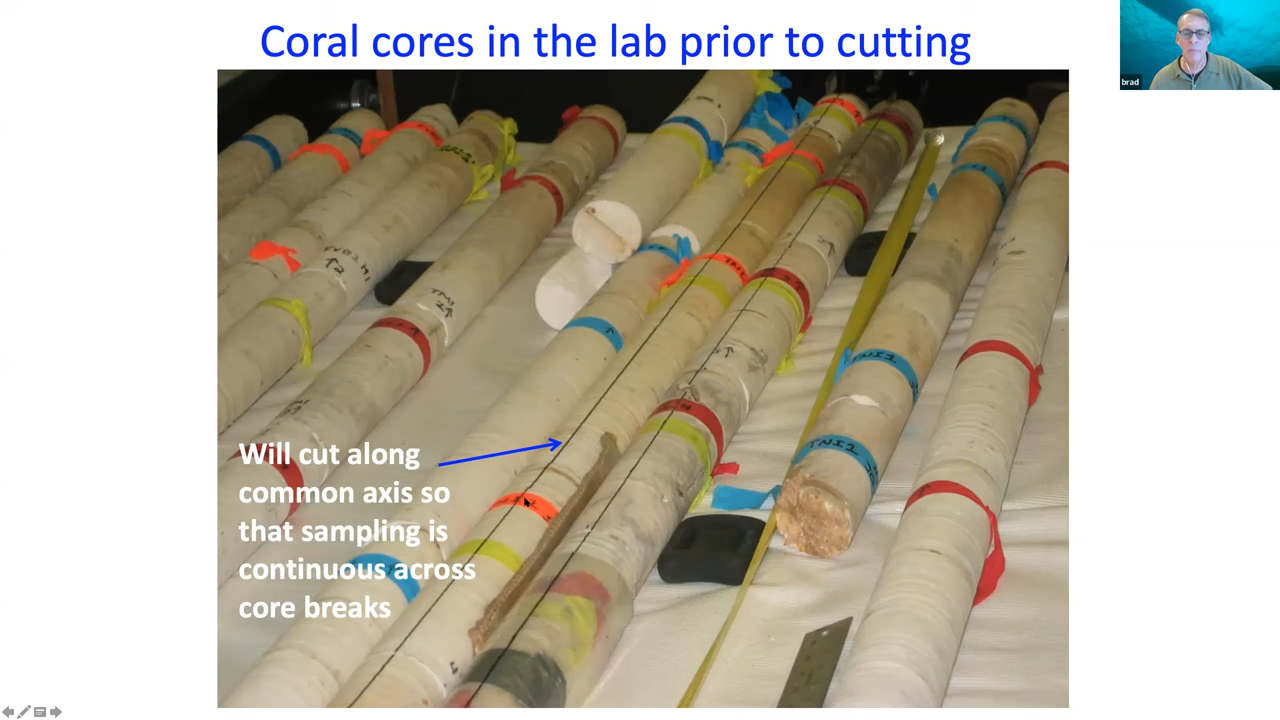 Coral cores in the lab prior to cutting
brad
Will cut along
common axis so
that sampling is
continuous across
core breaks